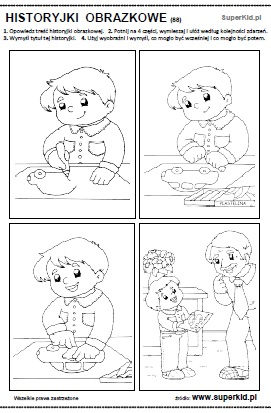 HISTORYJKI OBRAZKOWE (88)
SuperKid.pl
1. Opowiedz treść historyjki obrazkowej. 2. Potnij na 4 części, wymieszaj i ułóż według kolejności zdarzeń.
3. Wymyśl tytuł tej historyjki. 4. Użyj wyobraźni i wymyśl, co mogło być wcześniej i co mogło być potem.
PLASTELINA
Wszelkie prawa zastrzeżone
źródło: www.superkid.pl